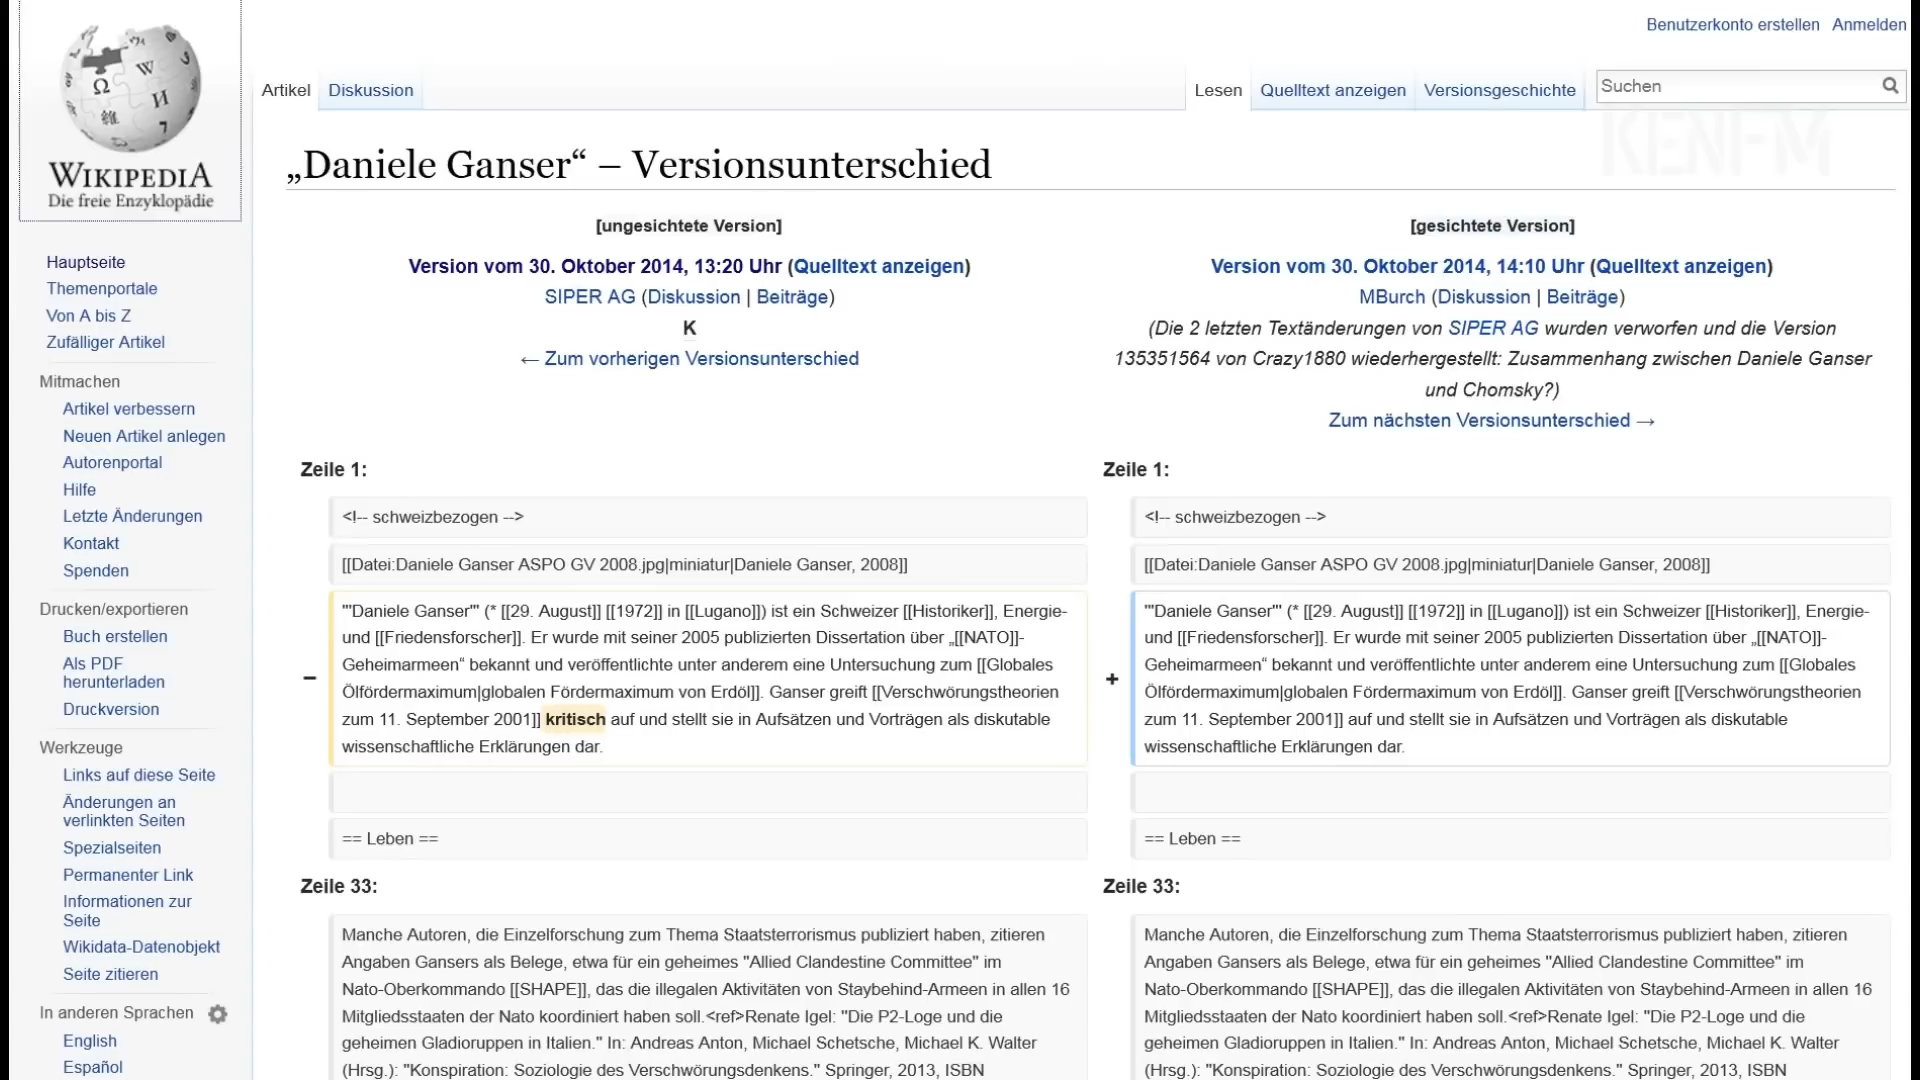 Benutzerkonto erstellen Anmelden
Artikel Diskussion Lesen Quelltext anzeigen Versionsgeschichte Suchen
KENFM
WIKIPEDIA
Die freie Enzyklopädie
Hauptseite
Themenportale
Von A bis Z
Zufälliger Artikel
Mitmachen
Artikel verbessern
Neuen Artikel anlegen
Autorenportal
Hilfe
Letzte Änderungen
Kontakt
Spenden
Drucken/exportieren
Buch erstellen
Als PDF
herunterladen
Druckversion
Werkzeuge
Links auf diese Seite
Änderungen an
verlinkten Seiten
Spezialseiten
Permanenter Link
Informationen zur
Seite
Wikidata-Datenobjekt
Seite zitieren
In anderen Sprachen
English
Español
„Daniele Ganser“ – Versionsunterschied
[ungesichtete Version]
Version vom 30. Oktober 2014, 13:20 Uhr (Quelltext anzeigen)
SIPER AG (Diskussion | Beiträge)
K
← Zum vorherigen Versionsunterschied
Zeile 1:
<!-- schweizbezogen -->
[[Datei:Daniele Ganser ASPO GV 2008.jpg|miniatur|Daniele Ganser, 2008]]
−
'''Daniele Ganser''' (* [[29. August]] [[1972]] in [[Lugano]]) ist ein Schweizer [[Historiker]], Energie-
und [[Friedensforscher]]. Er wurde mit seiner 2005 publizierten Dissertation über „[[NATO]]-
Geheimarmeen“ bekannt und veröffentlichte unter anderem eine Untersuchung zum [[Globales
Ölfördermaximum|globalen Fördermaximum von Erdöl]]. Ganser greift [[Verschwörungstheorien
zum 11. September 2001]] kritisch auf und stellt sie in Aufsätzen und Vorträgen als diskutable
wissenschaftliche Erklärungen dar.
== Leben ==
Zeile 33:
Manche Autoren, die Einzelforschung zum Thema Staatsterrorismus publiziert haben, zitieren
Angaben Gansers als Belege, etwa für ein geheimes "Allied Clandestine Committee" im
Nato-Oberkommando [[SHAPE]], das die illegalen Aktivitäten von Staybehind-Armeen in allen 16
Mitgliedsstaaten der Nato koordiniert haben soll.<ref>Renate Igel: "Die P2-Loge und die
geheimen Gladioruppen in Italien." In: Andreas Anton, Michael Schetsche, Michael K. Walter
(Hrsg.): "Konspiration: Soziologie des Verschwörungsdenkens." Springer, 2013, ISBN
[gesichtete Version]
Version vom 30. Oktober 2014, 14:10 Uhr (Quelltext anzeigen)
MBurch (Diskussion | Beiträge)
(Die 2 letzten Textänderungen von SIPER AG wurden verworfen und die Version
135351564 von Crazy1880 wiederhergestellt: Zusammenhang zwischen Daniele Ganser
und Chomsky?)
Zum nächsten Versionsunterschied →
Zeile 1:
<!-- schweizbezogen -->
[[Datei:Daniele Ganser ASPO GV 2008.jpg|miniatur|Daniele Ganser, 2008]]
+
'''Daniele Ganser''' (* [[29. August]] [[1972]] in [[Lugano]]) ist ein Schweizer [[Historiker]], Energie-
und [[Friedensforscher]]. Er wurde mit seiner 2005 publizierten Dissertation über „[[NATO]]-
Geheimarmeen“ bekannt und veröffentlichte unter anderem eine Untersuchung zum [[Globales
Ölfördermaximum|globalen Fördermaximum von Erdöl]]. Ganser greift [[Verschwörungstheorien
zum 11. September 2001]] auf und stellt sie in Aufsätzen und Vorträgen als diskutable
wissenschaftliche Erklärungen dar.
== Leben ==
Zeile 33:
Manche Autoren, die Einzelforschung zum Thema Staatsterrorismus publiziert haben, zitieren
Angaben Gansers als Belege, etwa für ein geheimes "Allied Clandestine Committee" im
Nato-Oberkommando [[SHAPE]], das die illegalen Aktivitäten von Staybehind-Armeen in allen 16
Mitgliedsstaaten der Nato koordiniert haben soll.<ref>Renate Igel: "Die P2-Loge und die
geheimen Gladioruppen in Italien." In: Andreas Anton, Michael Schetsche, Michael K. Walter
(Hrsg.): "Konspiration: Soziologie des Verschwörungsdenkens." Springer, 2013, ISBN